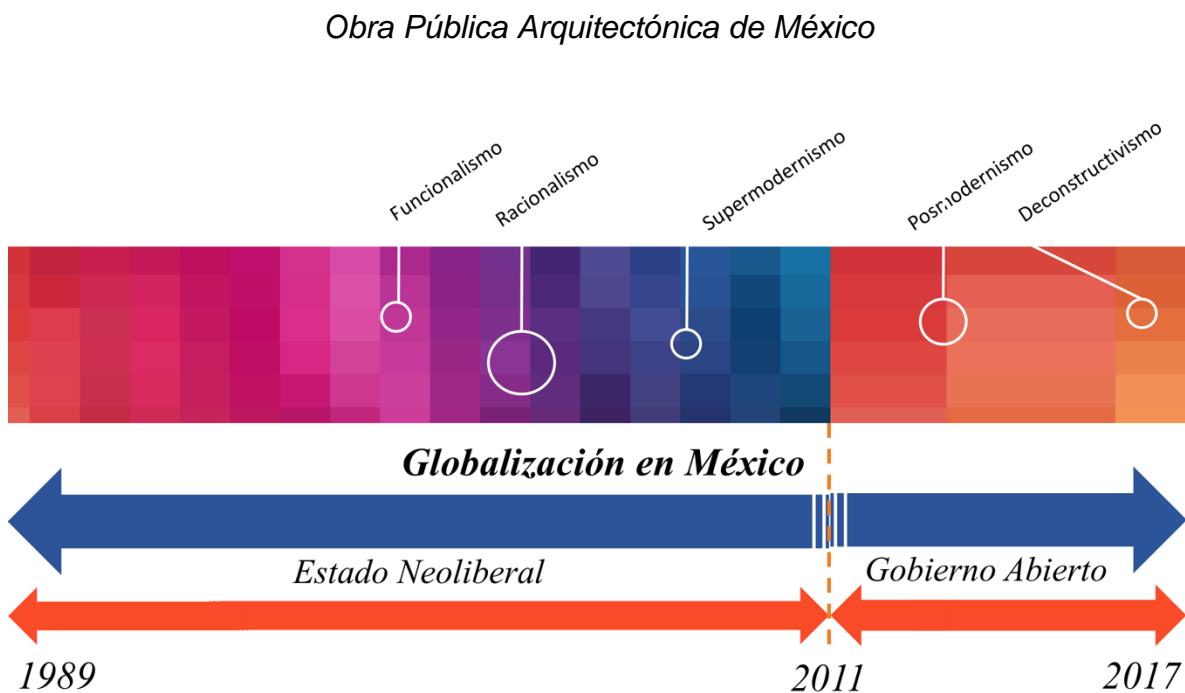 Obra Pública Arquitectónica de México
Funcionalismo
Racionalismo
Supermodernismo
Posmodernismo
Deconstructivismo
Globalización en México
Estado Neoliberal
Gobierno Abierto
1989
2011
2017